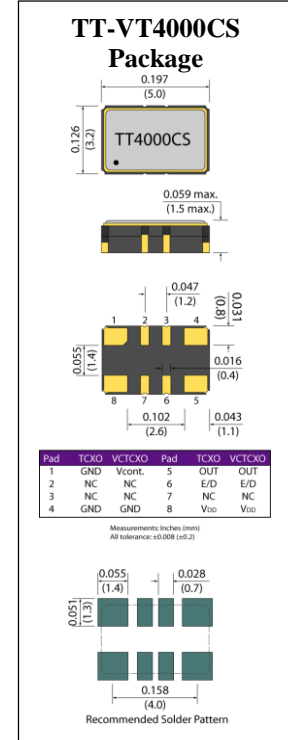 TT-VT4000CS
Package
0.197
(5.0)
0.126
(3.2)
TT4000CS
0.059 max.
(1.5 max.)
0.047
(1.2)
0.031
(0.8)
1 2 3 4
0.055
(1.4)
0.016
(0.4)
8 7 6 5
0.102
(2.6)
0.043
(1.1)
Pad TCXO VCTCXO Pad TCXO VCTCXO
1 GND Vcont. 5 OUT OUT
2 NC NC 6 E/D E/D
3 NC NC 7 NC NC
4 GND GND 8 VDD VDD
Measurements: Inches (mm)
All tolerance: ±0.008 (±0.2)
0.055
(1.4)
0.028
(0.7)
0.051
(1.3)
0.158
(4.0)
Recommended Solder Pattern